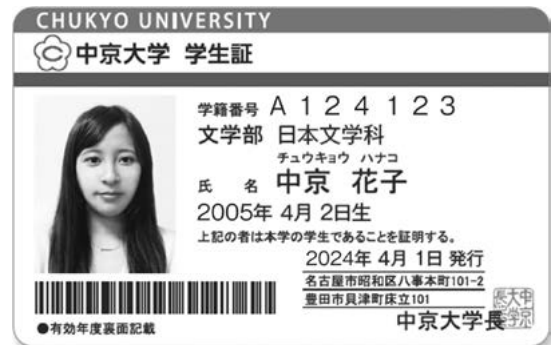 CHUKYO UNIVERSITY
中京大学 学生証
学籍番号 A124123
文学部 日本文学科
チュウキョウ ハナコ
氏 名 中京 花子
2005年 4月 2日生
上記の者は本学の学生であることを証明する。
2024年 4月 1日 発行
名古屋市昭和区八事本町101-2
豊田市貝津町床立101
中京大学長
●有効年度裏面記載